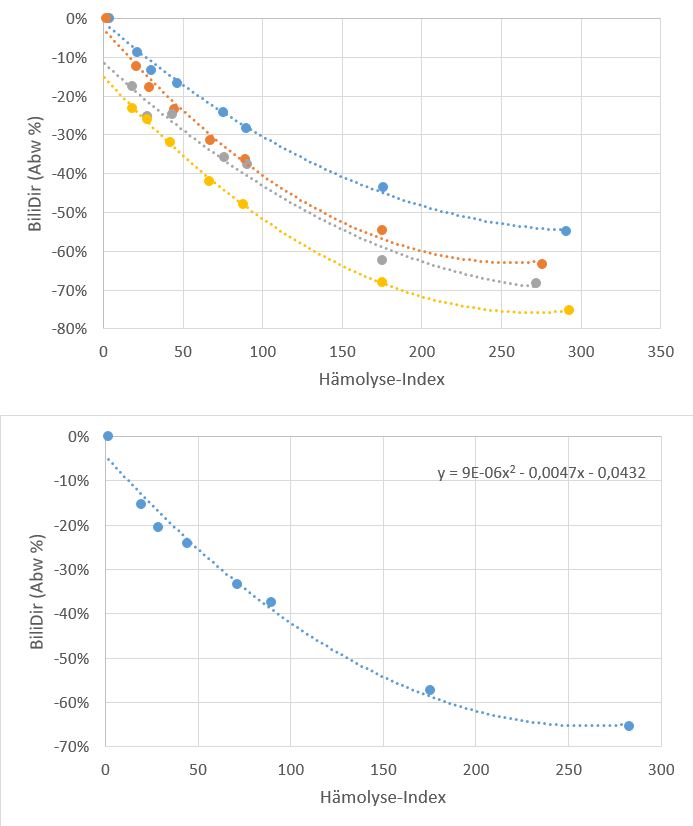 0%
-10%
-20%
-30%
-40%
-50%
-60%
-70%
-80%
BiliDir (Abw %)
0 50 100 150 200 250 300 350
Hämolyse-Index
0%
-10%
-20%
-30%
-40%
-50%
-60%
-70%
BiliDir (Abw %)
y = 9E-06x² - 0,0047x - 0,0432
0 50 100 150 200 250 300
Hämolyse-Index